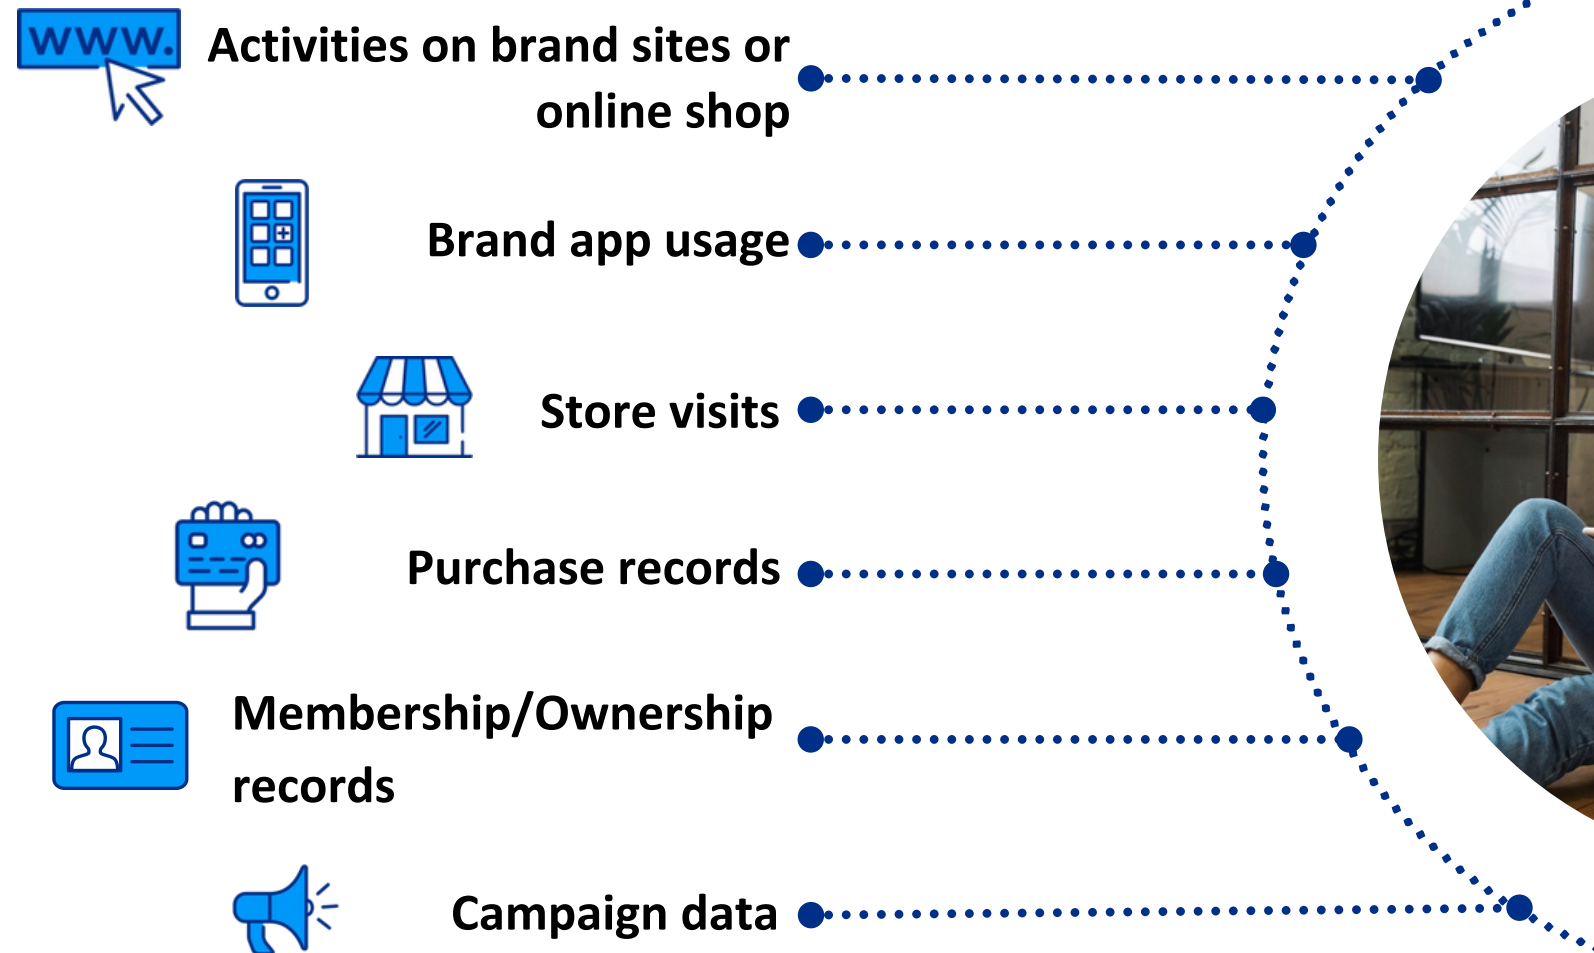 www.
Activities on brand sites or
online shop
Brand app usage
Store visits
Purchase records
Membership/Ownership
records
Campaign data